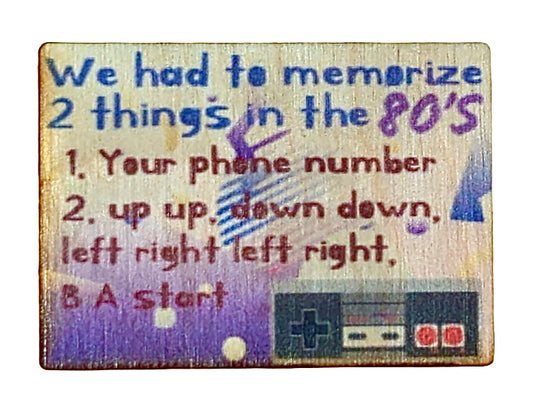 We had to memorize
2 things in the 80's
1. Your phone number
2. up up, down down,
left right left right,
B A start